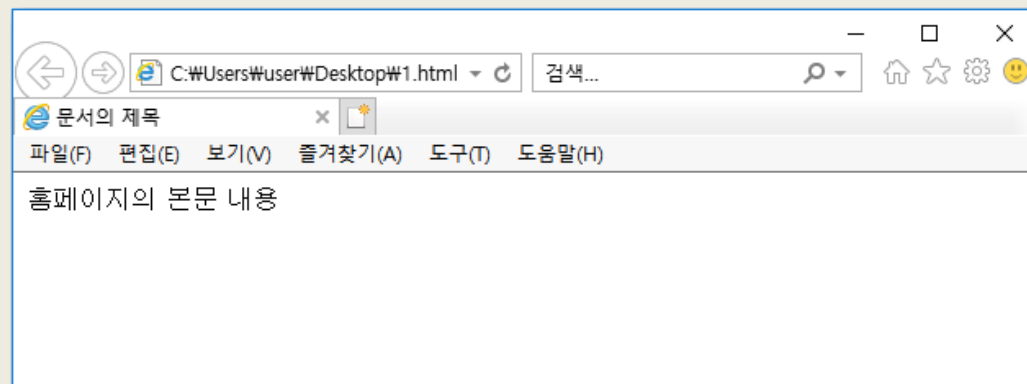 C:₩Users₩user₩Desktop₩1.html 검색...
문서의 제목
파일(F) 편집(E) 보기(V) 즐겨찾기(A) 도구(T) 도움말(H)
홈페이지의 본문 내용